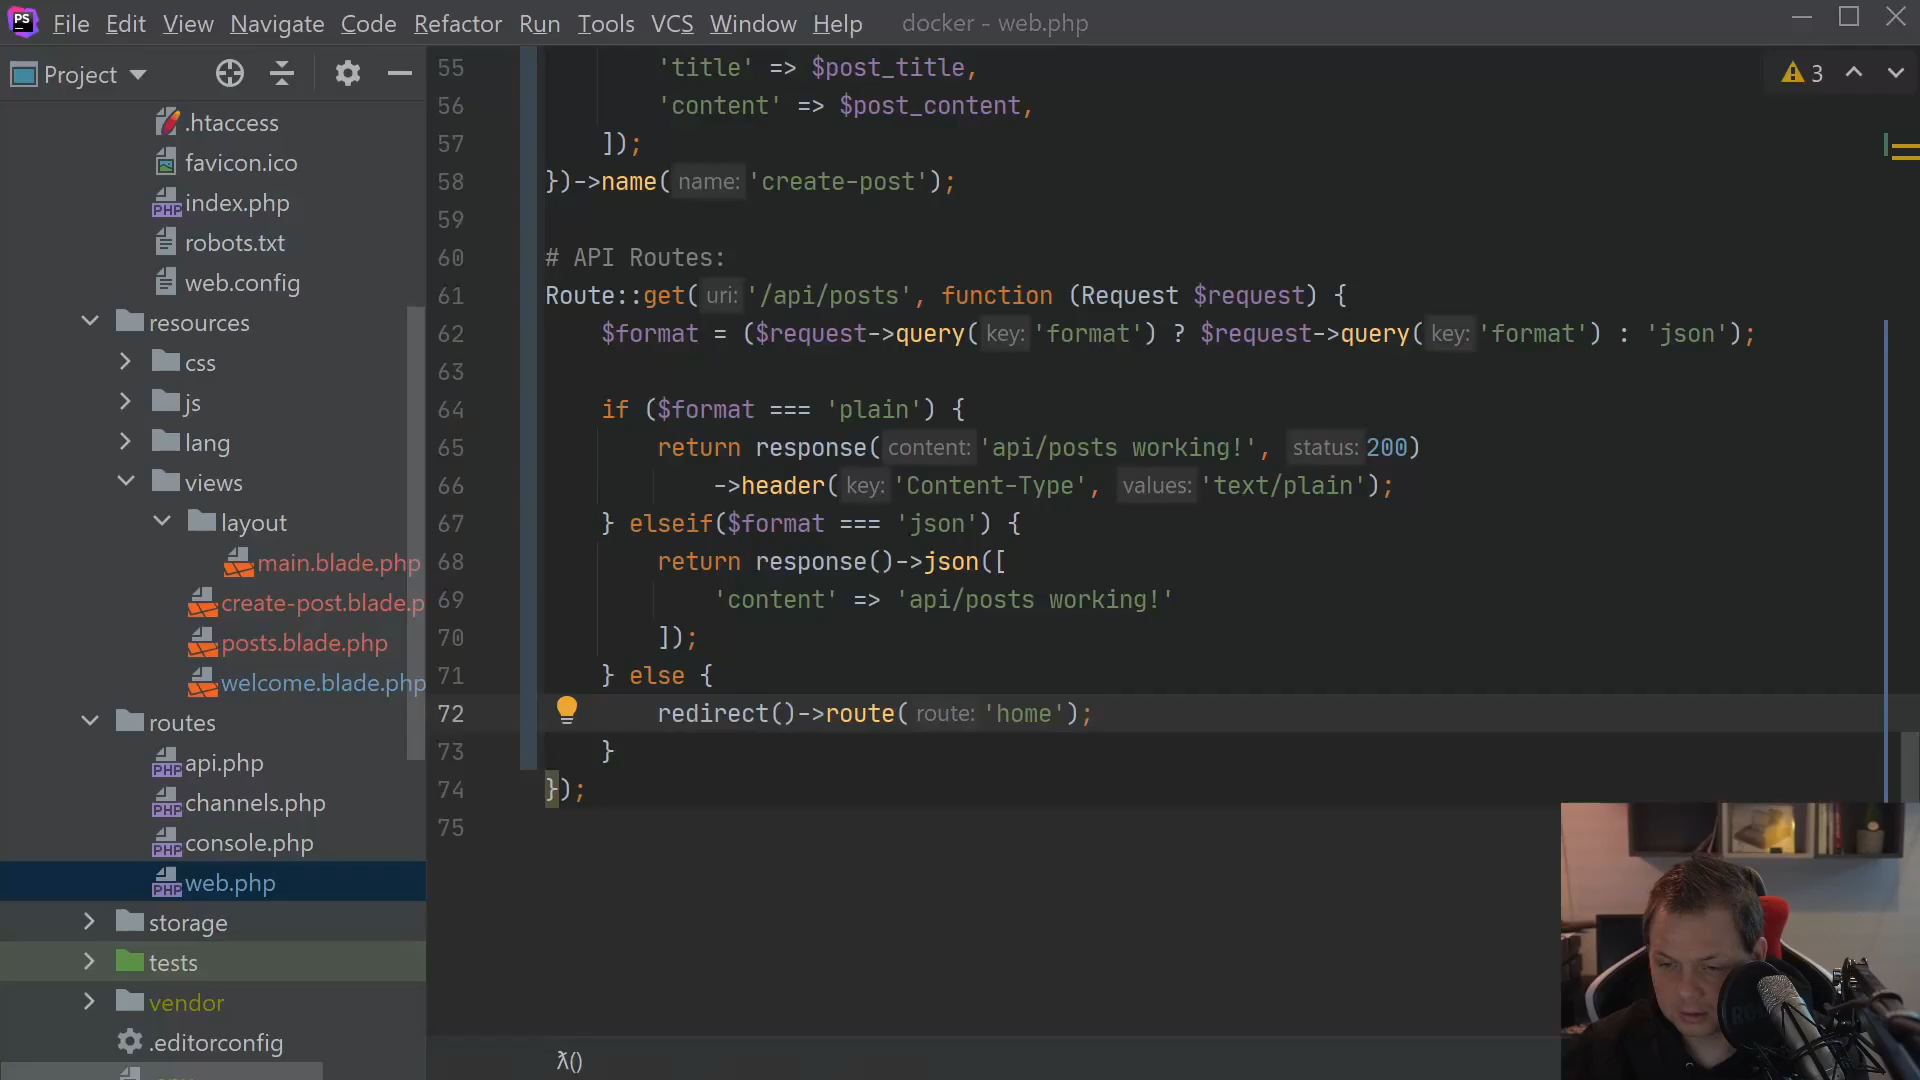 PS File Edit View Navigate Code Refactor Run Tools VCS Window Help docker - web.php
Project
.htaccess
favicon.ico
PHP index.php
robots.txt
web.config
resources
css
js
lang
views
layout
main.blade.php
create-post.blade.p
posts.blade.php
welcome.blade.php
routes
PHP api.php
PHP channels.php
PHP console.php
PHP web.php
storage
tests
vendor
.editorconfig
3
55 'title' => $post_title,
56 'content' => $post_content,
57 ]);
58 })->name( name: 'create-post');
59
60 # API Routes:
61 Route::get( uri: '/api/posts', function (Request $request) {
62 $format = ($request->query( key: 'format') ? $request->query( key: 'format') : 'json');
63
64 if ($format === 'plain') {
65 return response( content: 'api/posts working!', status: 200)
66 ->header( key: 'Content-Type', values: 'text/plain');
67 } elseif($format === 'json') {
68 return response()->json([
69 'content' => 'api/posts working!'
70 ]);
71 } else {
72 redirect()->route( route: 'home');
73 }
74 });
75
λ()